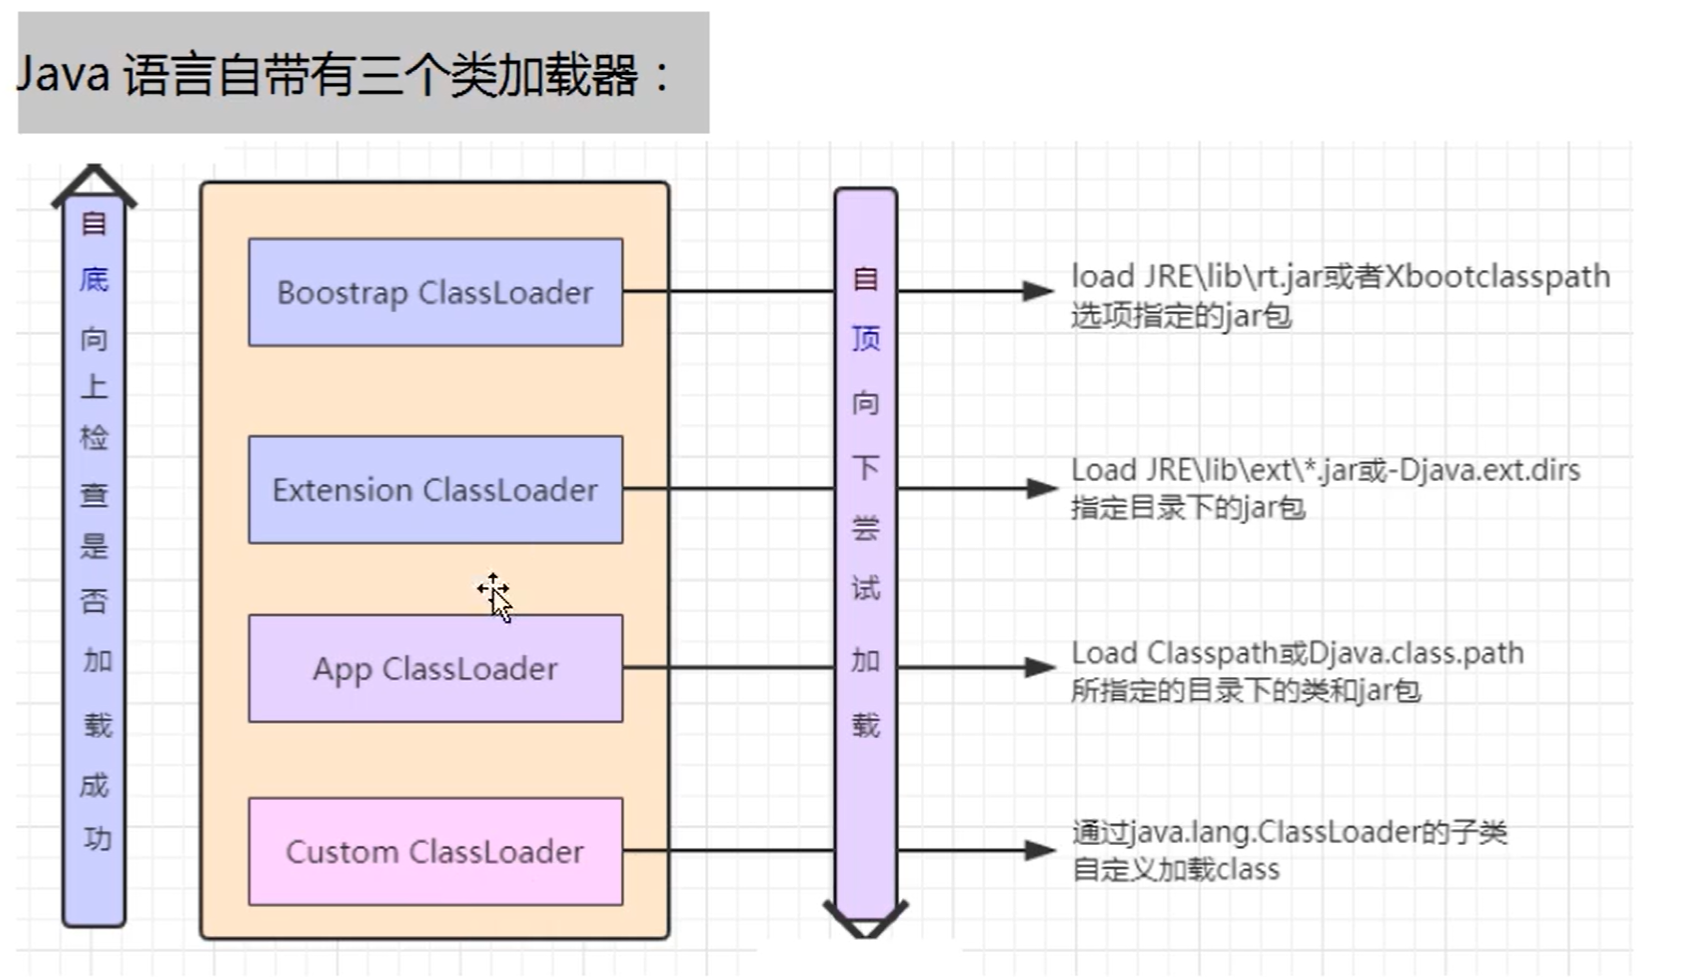 Java 语言自带有三个类加载器：
自底向上检查是否加载成功
Boostrap ClassLoader
Extension ClassLoader
App ClassLoader
Custom ClassLoader
自顶向下尝试加载
load JRE\lib\rt.jar或者Xbootclasspath
选项指定的jar包
Load JRE\lib\ext\*.jar或-Djava.ext.dirs
指定目录下的jar包
Load Classpath或Djava.class.path
所指定的目录下的类和jar包
通过java.lang.ClassLoader的子类
自定义加载class